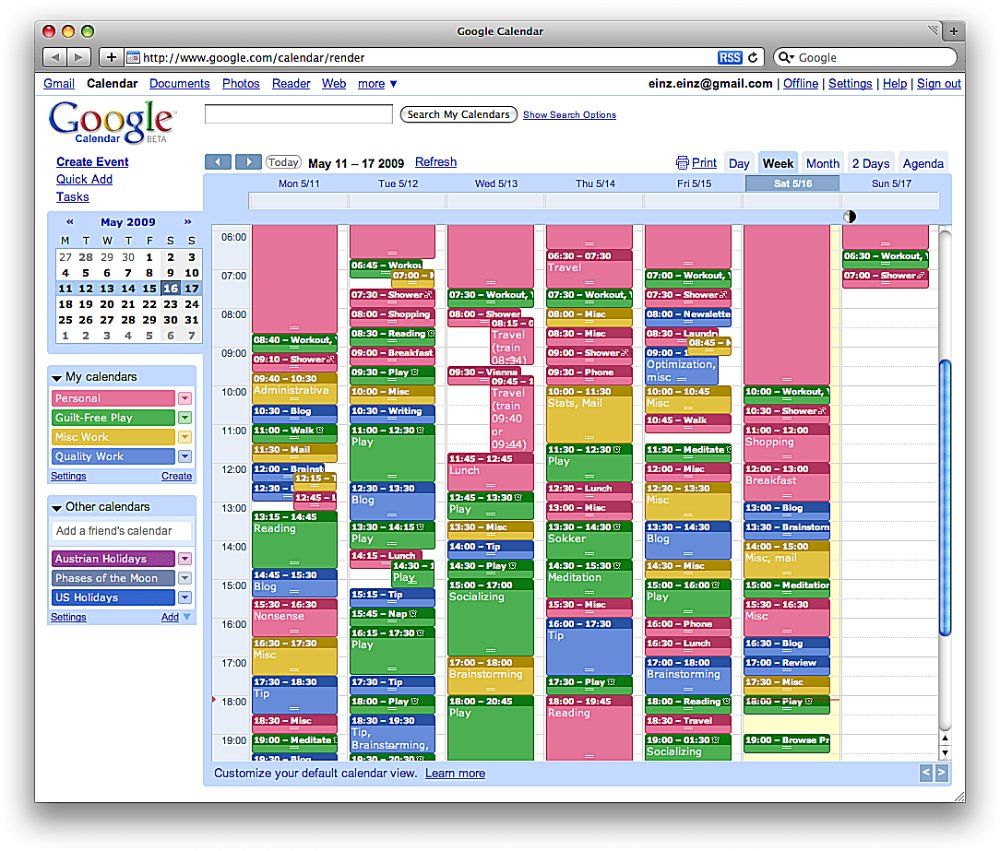 Google Calendar
http://www.google.com/calendar/render
RSS
Google
Gmail Calendar Documents Photos Reader Web more ▼
einz.einz@gmail.com | Offline | Settings | Help | Sign out
Google
Calendar BETA
Search My Calendars
Show Search Options
Create Event
Quick Add
Tasks
Today
May 11 – 17 2009
Refresh
Print
Day
Week
Month
2 Days
Agenda
« May 2009 »
M T W T F S S
27 28 29 30 1 2 3
4 5 6 7 8 9 10
11 12 13 14 15 16 17
18 19 20 21 22 23 24
25 26 27 28 29 30 31
1 2 3 4 5 6 7
My calendars
Personal
Guilt-Free Play
Misc Work
Quality Work
Settings Create
Other calendars
Add a friend's calendar
Austrian Holidays
Phases of the Moon
US Holidays
Settings Add
06:00
07:00
08:00
09:00
10:00
11:00
12:00
13:00
14:00
15:00
16:00
17:00
18:00
19:00
Mon 5/11
08:40 – Workout,
09:10 – Shower
09:40 – 10:30
Administrativa
10:30 – Blog
11:00 – Walk
11:30 – Mail
12:00 – Brainst
12:15 –
12:30 –
12:45 –
13:15 – 14:45
Reading
14:45 – 15:30
Blog
15:30 – 16:30
Nonsense
16:30 – 17:30
Misc
17:30 – 18:30
Tip
18:30 – Misc
19:00 – Meditate
19:30 – Blog
Tue 5/12
06:45 – Workou
07:00 –
07:30 – Shower
08:00 – Shopping
08:30 – Reading
09:00 – Breakfast
09:30 – Play
10:00 – Misc
10:30 – Writing
11:00 – 12:30
Play
12:30 – 13:30
Blog
13:30 – 14:15
Play
14:15 – Lunch
14:30 –
Play
15:15 – Tip
15:45 – Nap
16:15 – 17:30
Play
17:30 – Tip
18:00 – Play
18:30 – 19:30
Tip,
Brainstorming,
19:30 – 20:30
Wed 5/13
07:30 – Workout,
08:00 – Shower
08:15 –
Travel
(train
08:34)
09:30 – Vienna
09:45 –
Travel
(train
09:40
or
09:44)
11:45 – 12:45
Lunch
12:45 – 13:30
Play
13:30 – Misc
14:00 – Tip
14:30 – Play
15:00 – 17:00
Socializing
17:00 – 18:00
Brainstorming
18:00 – 20:45
Play
Thu 5/14
06:30 – 07:30
Travel
07:30 – Workout,
08:00 – Misc
08:30 – Misc
09:00 – Shower
09:30 – Phone
10:00 – 11:30
Stats, Mail
11:30 – 12:30
Play
12:30 – Lunch
13:00 – Misc
13:30 – 14:30
Sokker
14:30 – 15:30
Meditation
15:30 – Misc
16:00 – 17:30
Tip
17:30 – Play
18:00 – 19:45
Reading
Fri 5/15
07:00 – Workout,
07:30 – Shower
08:00 – Newslette
08:30 – Laundr
08:45 –
09:00 –
Optimization,
misc
10:00 – 10:45
Misc
10:45 – Walk
11:30 – Meditate
12:00 – Misc
12:30 – 13:30
Misc
13:30 – 14:30
Blog
14:30 – Misc
15:00 – 16:00
Play
16:00 – Phone
16:30 – Lunch
17:00 – 18:00
Brainstorming
18:00 – Reading
18:30 – Travel
19:00 – 01:30
Socializing
Sat 5/16
10:00 – Workout,
10:30 – Shower
11:00 – 12:00
Shopping
12:00 – 13:00
Breakfast
13:00 – Blog
13:30 – Brainstorn
14:00 – 15:00
Misc, mail
15:00 – Meditation
15:30 – 16:30
Misc
16:30 – Blog
17:00 – Review
17:30 – Misc
18:00 – Play
19:00 – Browse Pr
Sun 5/17
06:30 – Workout,
07:00 – Shower
Customize your default calendar view. Learn more